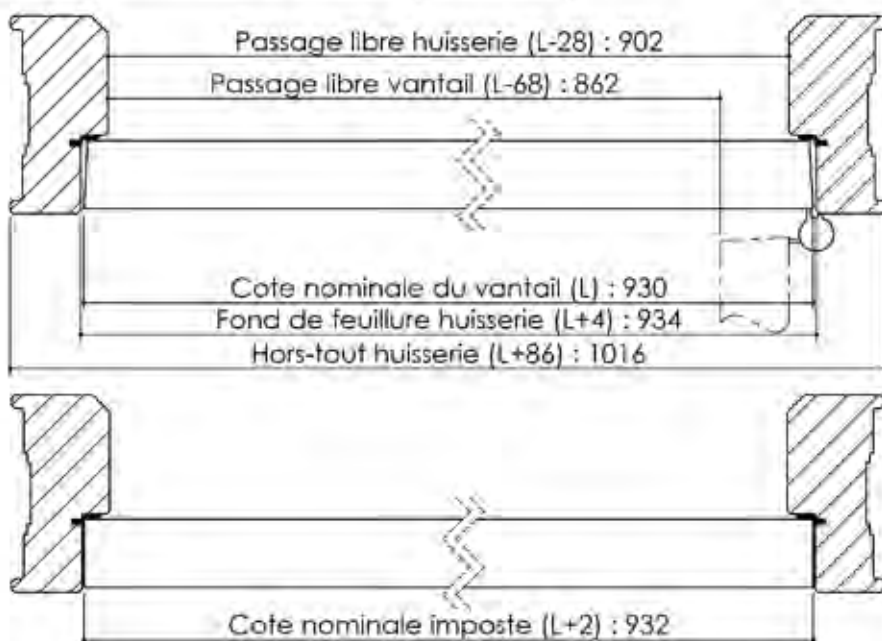 Passage libre huisserie (L-28) : 902
Passage libre vantail (L-68) : 862
Cote nominale du vantail (L) : 930
Fond de feuillure huisserie (L+4) : 934
Hors-tout huisserie (L+86) : 1016
Cote nominale imposte (L+2) : 932